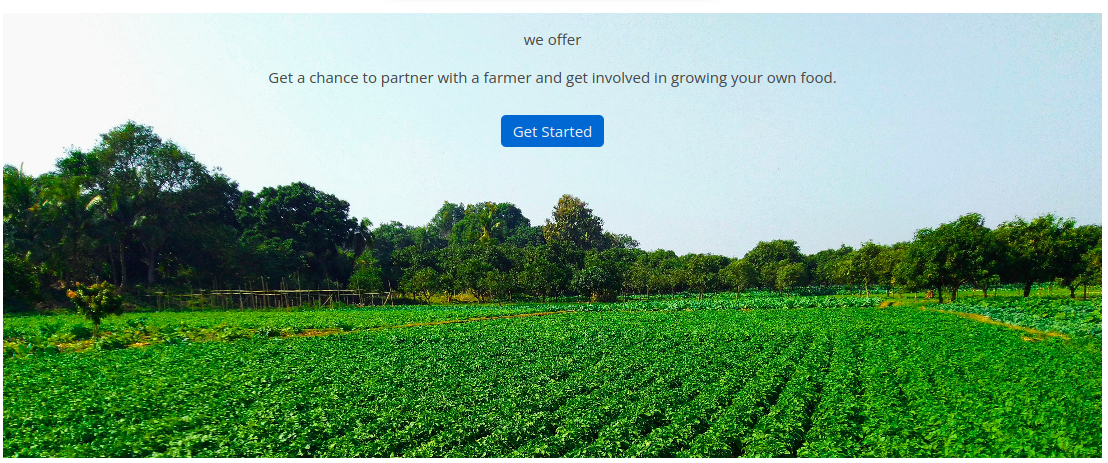 we offer
Get a chance to partner with a farmer and get involved in growing your own food.
Get Started